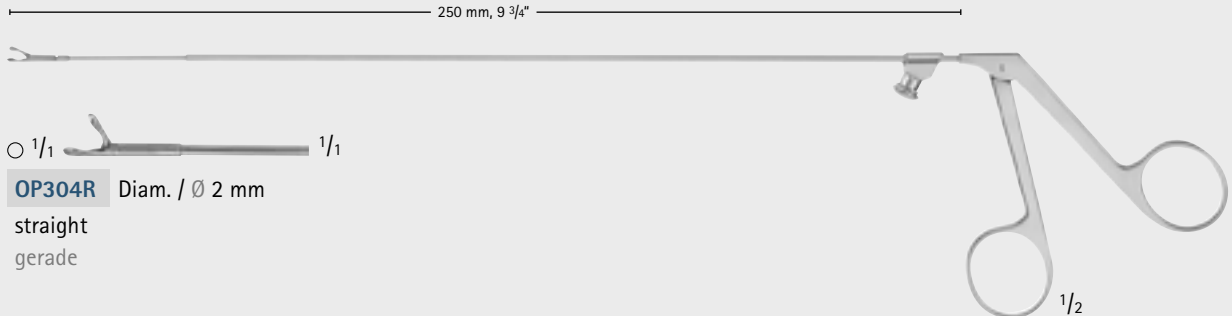 250 mm, 9 3/4"
1/1 1/1
OP304R Diam. / Ø 2 mm
straight
gerade
1/2